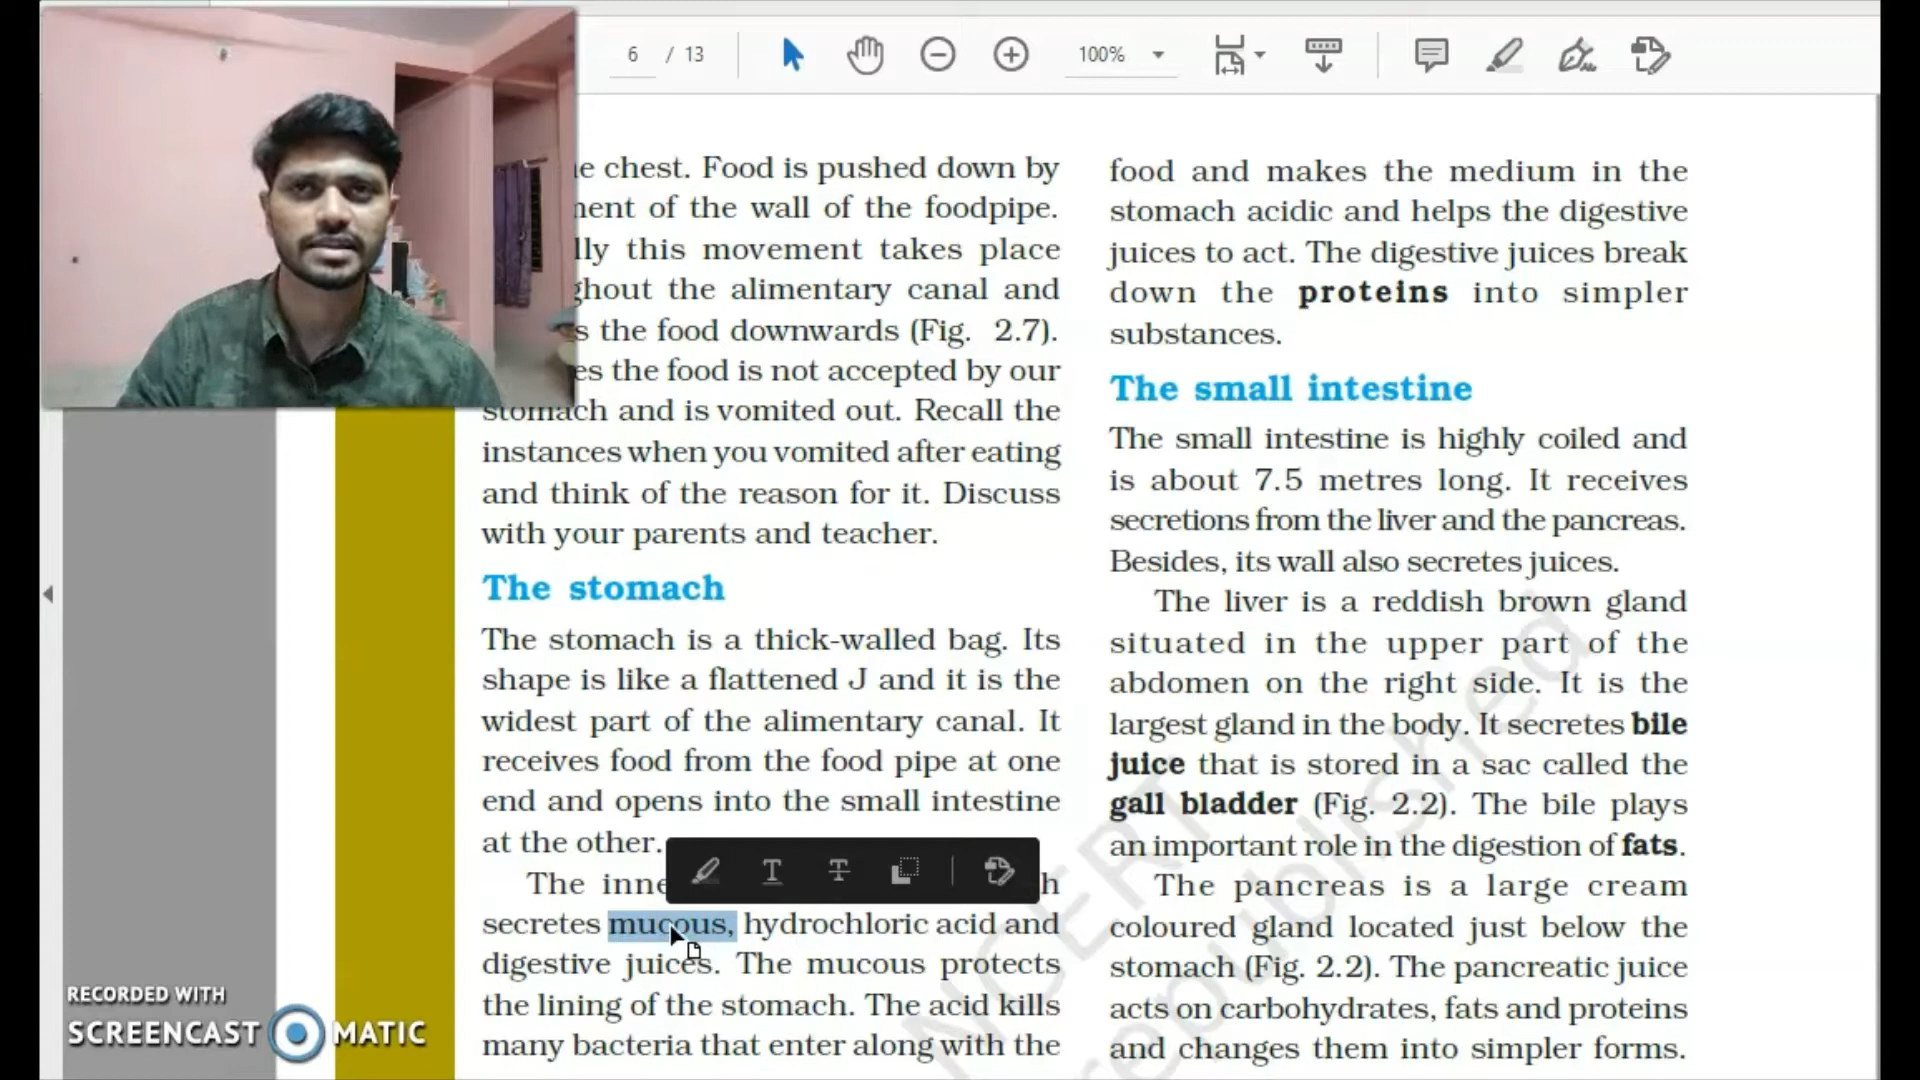 6 / 13
100%
e chest. Food is pushed down by
ent of the wall of the foodpipe.
lly this movement takes place
ghout the alimentary canal and
s the food downwards (Fig. 2.7).
es the food is not accepted by our
stomach and is vomited out. Recall the
instances when you vomited after eating
and think of the reason for it. Discuss
with your parents and teacher.
The stomach
The stomach is a thick-walled bag. Its
shape is like a flattened J and it is the
widest part of the alimentary canal. It
receives food from the food pipe at one
end and opens into the small intestine
at the other.
The inne h
secretes mucous, hydrochloric acid and
digestive juices. The mucous protects
the lining of the stomach. The acid kills
many bacteria that enter along with the
food and makes the medium in the
stomach acidic and helps the digestive
juices to act. The digestive juices break
down the proteins into simpler
substances.
The small intestine
The small intestine is highly coiled and
is about 7.5 metres long. It receives
secretions from the liver and the pancreas.
Besides, its wall also secretes juices.
The liver is a reddish brown gland
situated in the upper part of the
abdomen on the right side. It is the
largest gland in the body. It secretes bile
juice that is stored in a sac called the
gall bladder (Fig. 2.2). The bile plays
an important role in the digestion of fats.
The pancreas is a large cream
coloured gland located just below the
stomach (Fig. 2.2). The pancreatic juice
acts on carbohydrates, fats and proteins
and changes them into simpler forms.
NCERT
republished
RECORDED WITH
SCREENCAST MATIC